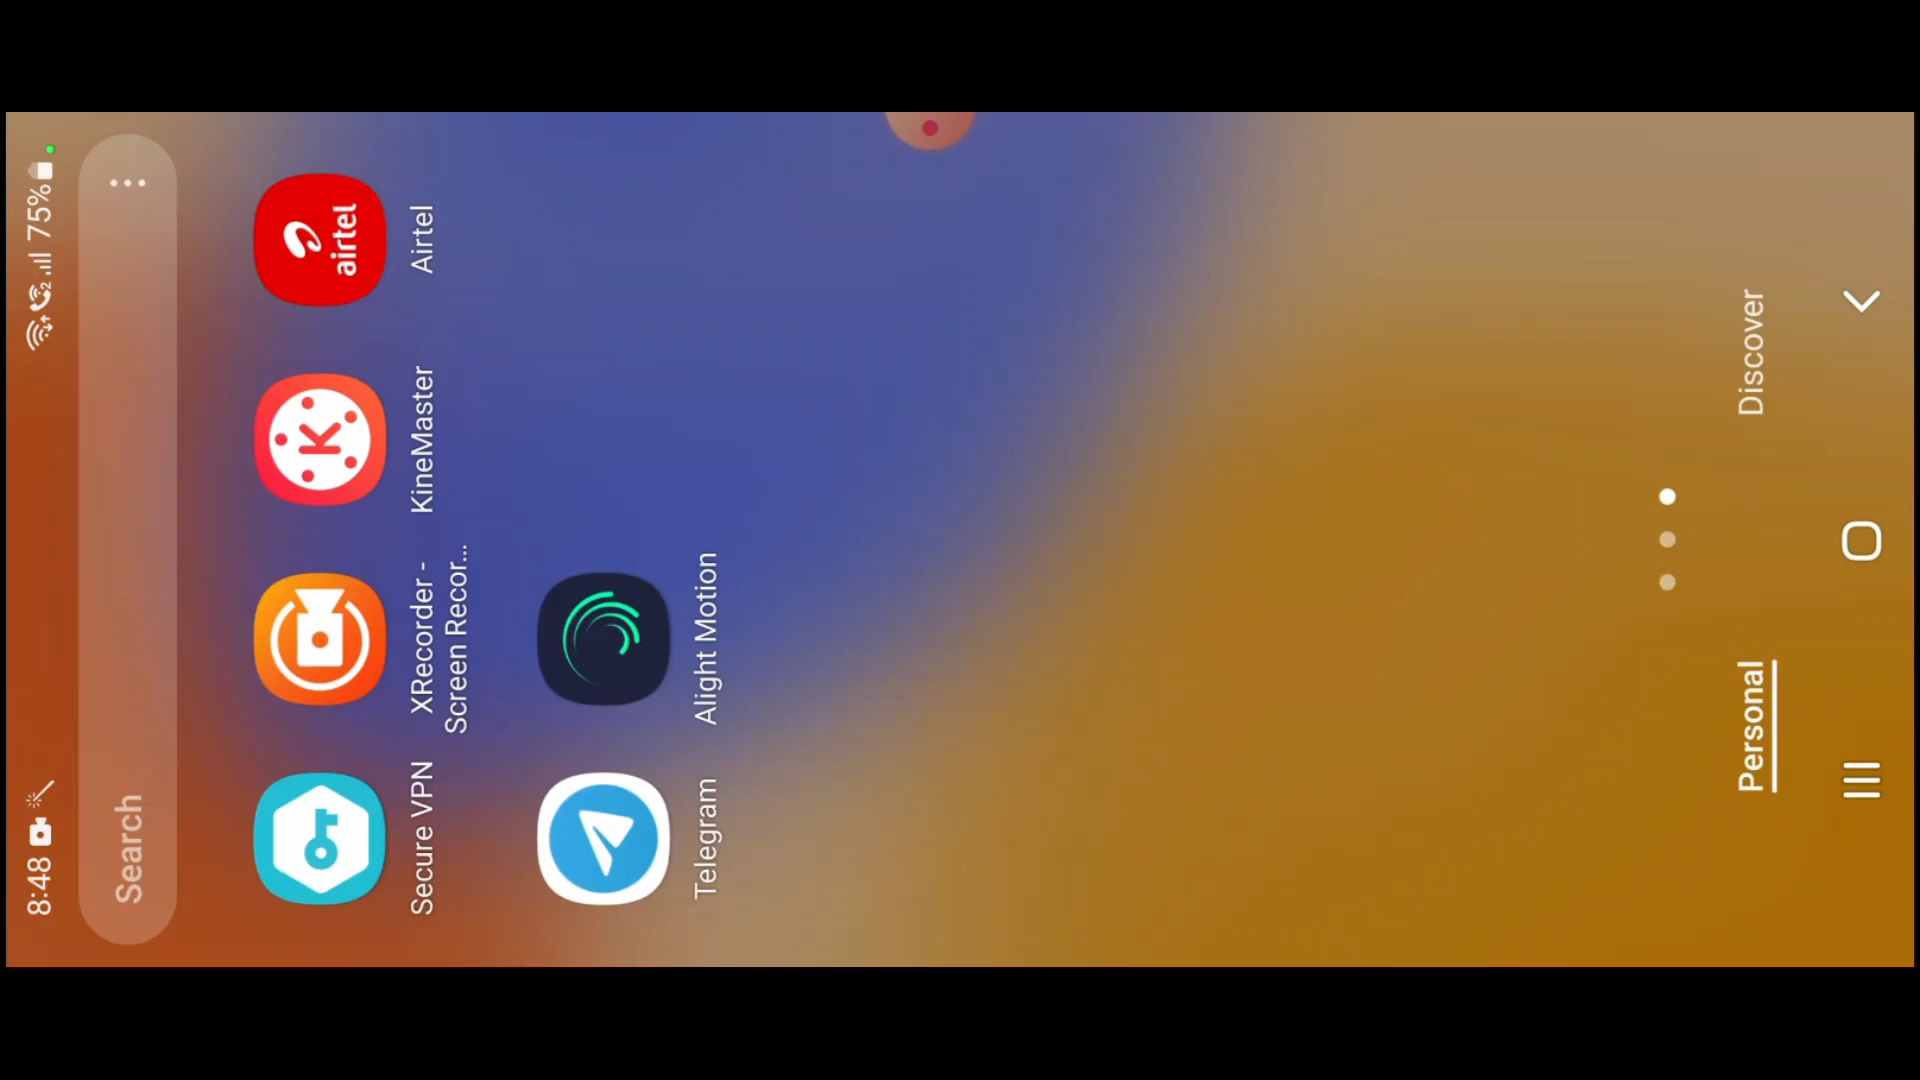 8:48
75%
Search
Secure VPN
XRecorder -
Screen Recor...
KineMaster
airtel
Airtel
Telegram
Alight Motion
Personal
Discover